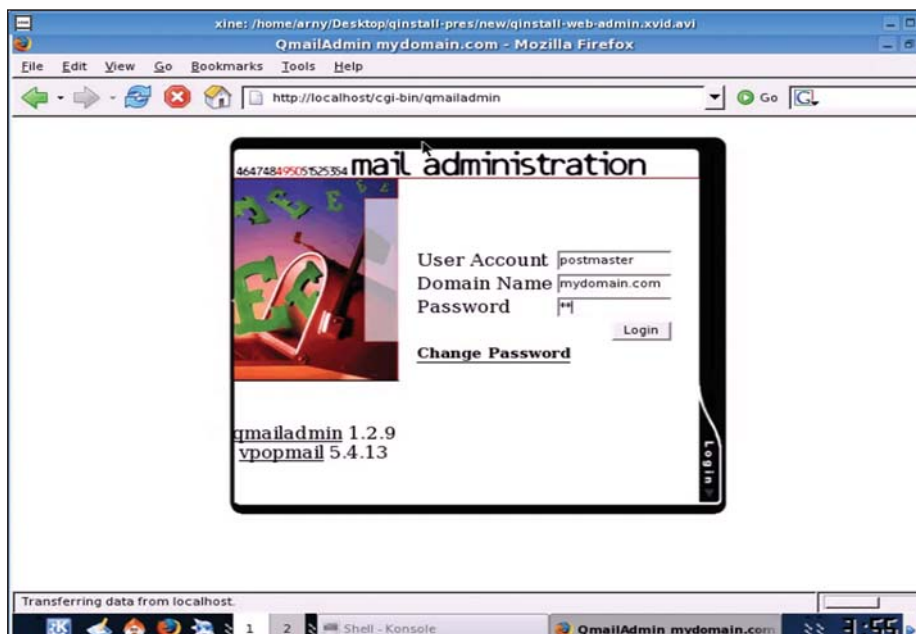 xine: /home/arny/Desktop/qinstall-pres/new/qinstall-web-admin.xvid.avi
QmailAdmin mydomain.com - Mozilla Firefox
File Edit View Go Bookmarks Tools Help
http://localhost/cgi-bin/qmailadmin
Go
G
mail administration
User Account postmaster
Domain Name mydomain.com
Password **
Login
Change Password
qmailadmin 1.2.9
vpopmail 5.4.13
Login
Transferring data from localhost.
1 2 Shell - Konsole QmailAdmin mydomain.com